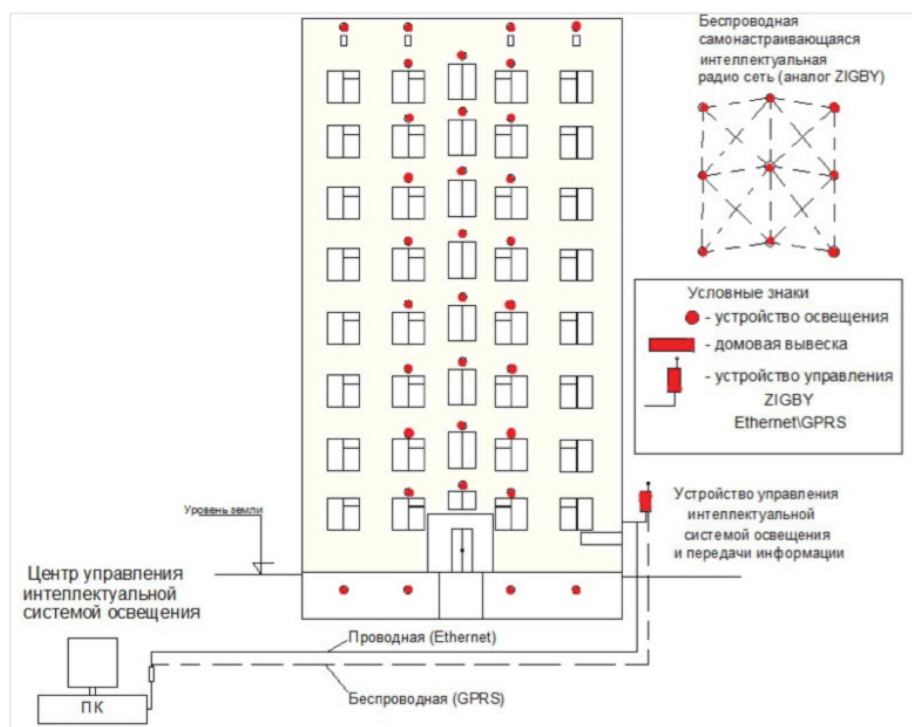 Беспроводная
самонастраивающаяся
интеллектуальная
радио сеть (аналог ZIGBY)
Условные знаки
- устройство освещения
- домовая вывеска
- устройство управления
ZIGBY
Ethernet\GPRS
Устройство управления
интеллектуальной
системой освещения
и передачи информации
Уровень земли
Центр управления
интеллектуальной
системой освещения
Проводная (Ethernet)
Беспроводная (GPRS)
ПК